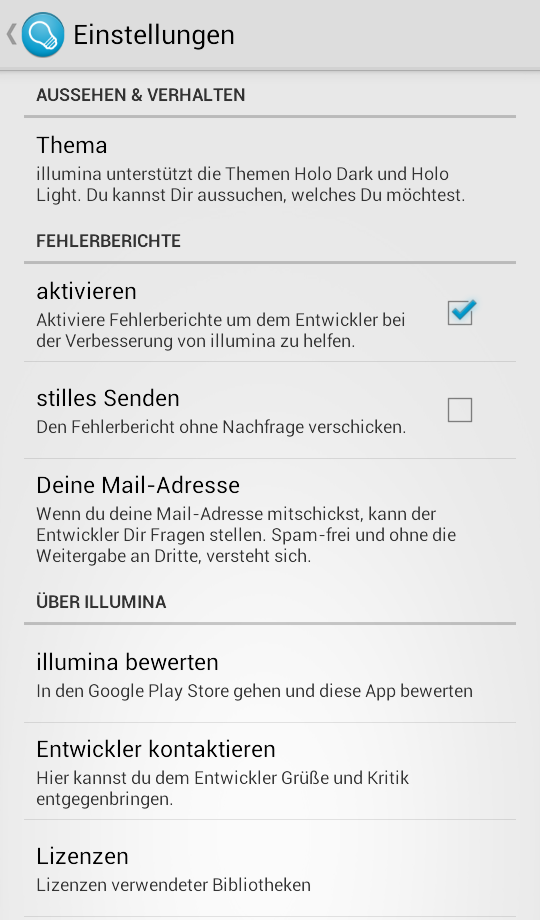 Einstellungen
AUSSEHEN & VERHALTEN
Thema
illumina unterstützt die Themen Holo Dark und Holo
Light. Du kannst Dir aussuchen, welches Du möchtest.
FEHLERBERICHTE
aktivieren
Aktiviere Fehlerberichte um dem Entwickler bei
der Verbesserung von illumina zu helfen.
stilles Senden
Den Fehlerbericht ohne Nachfrage verschicken.
Deine Mail-Adresse
Wenn du deine Mail-Adresse mitschickst, kann der
Entwickler Dir Fragen stellen. Spam-frei und ohne die
Weitergabe an Dritte, versteht sich.
ÜBER ILLUMINA
illumina bewerten
In den Google Play Store gehen und diese App bewerten
Entwickler kontaktieren
Hier kannst du dem Entwickler Grüße und Kritik
entgegenbringen.
Lizenzen
Lizenzen verwendeter Bibliotheken